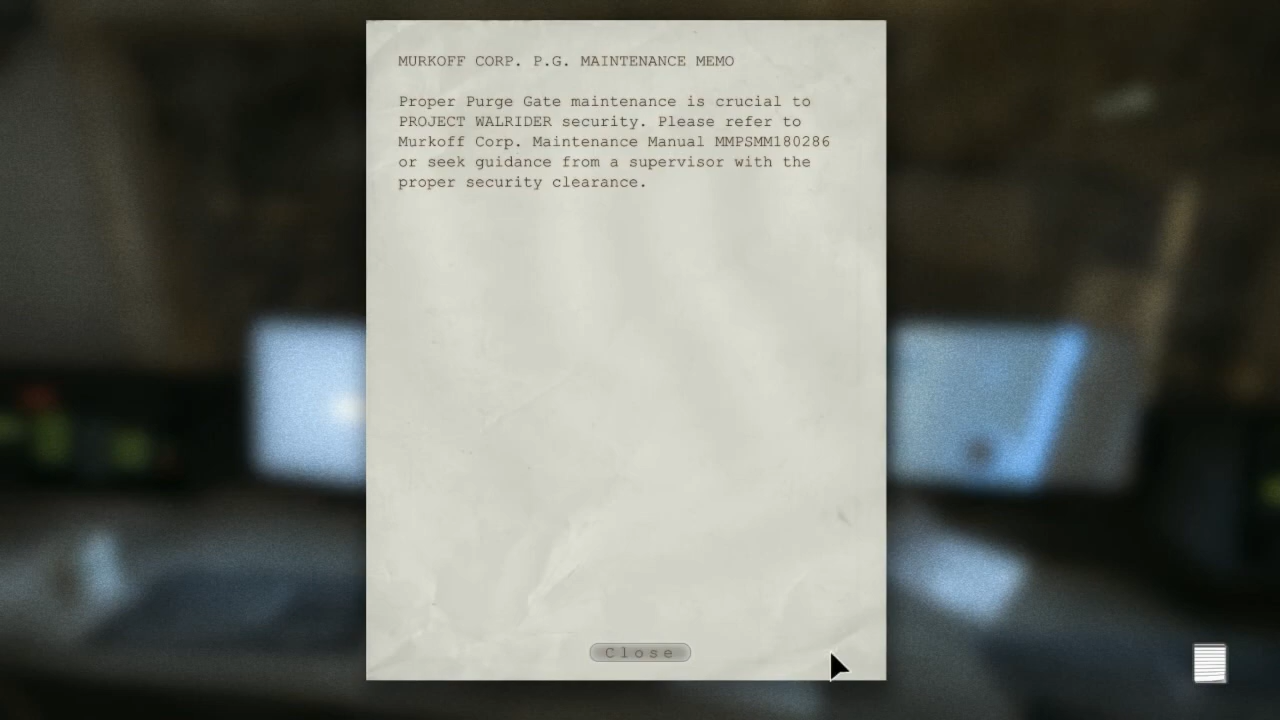 MURKOFF CORP. P.G. MAINTENANCE MEMO
Proper Purge Gate maintenance is crucial to
PROJECT WALRIDER security. Please refer to
Murkoff Corp. Maintenance Manual MMPSMM180286
or seek guidance from a supervisor with the
proper security clearance.
Close